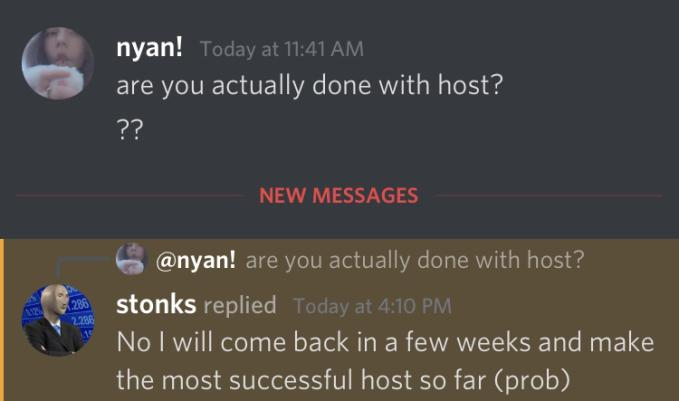 nyan! Today at 11:41 AM
are you actually done with host?
??
NEW MESSAGES
@nyan! are you actually done with host?
stonks replied Today at 4:10 PM
No I will come back in a few weeks and make
the most successful host so far (prob)